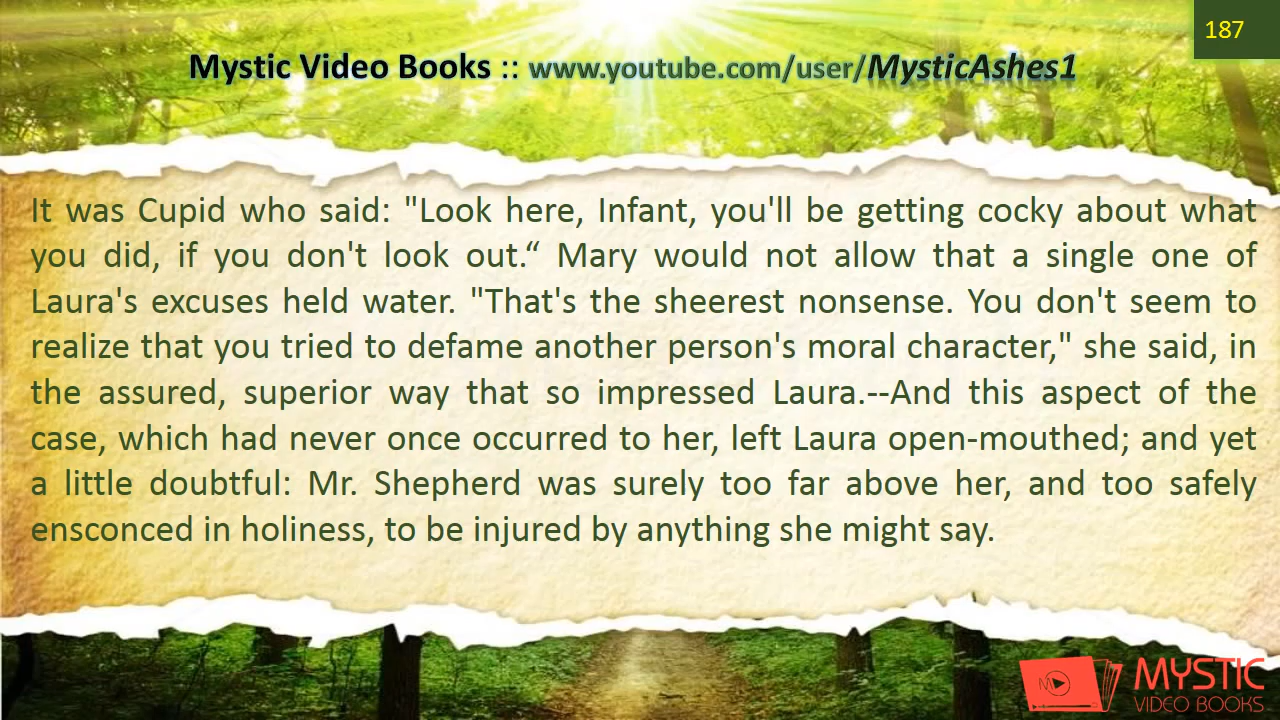 187
Mystic Video Books :: www.youtube.com/user/MysticAshes1
It was Cupid who said: "Look here, Infant, you'll be getting cocky about what
you did, if you don't look out.“ Mary would not allow that a single one of
Laura's excuses held water. "That's the sheerest nonsense. You don't seem to
realize that you tried to defame another person's moral character," she said, in
the assured, superior way that so impressed Laura.--And this aspect of the
case, which had never once occurred to her, left Laura open-mouthed; and yet
a little doubtful: Mr. Shepherd was surely too far above her, and too safely
ensconced in holiness, to be injured by anything she might say.
MYSTIC
VIDEO BOOKS